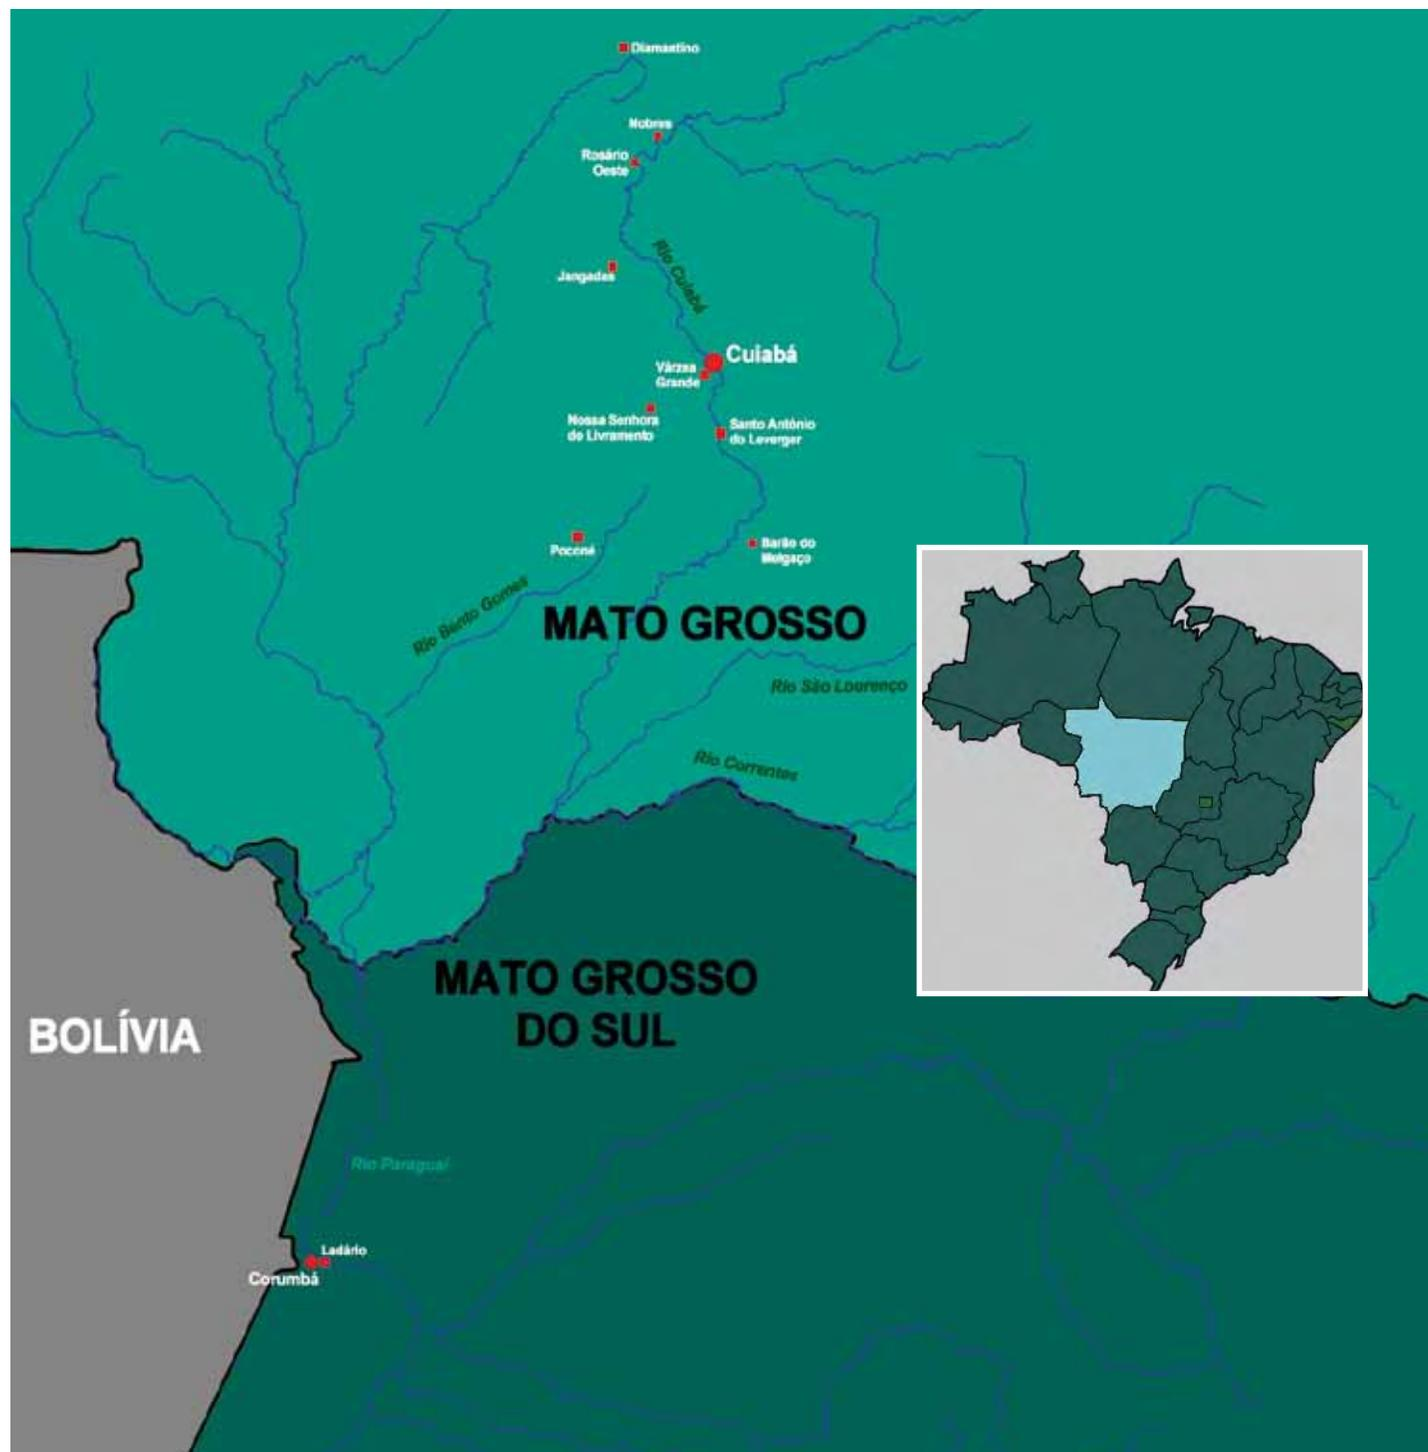 Diamantino
Nobres
Rosário
Oeste
Rio Cuiabá
Jangadas
Cuiabá
Várzea
Grande
Nossa Senhora
do Livramento
Santo Antônio
do Leverger
Poconé
Barão do
Melgaço
Rio Bento Gomes
MATO GROSSO
Rio São Lourenço
Rio Correntes
MATO GROSSO
DO SUL
BOLÍVIA
Rio Paraguai
Ladário
Corumbá